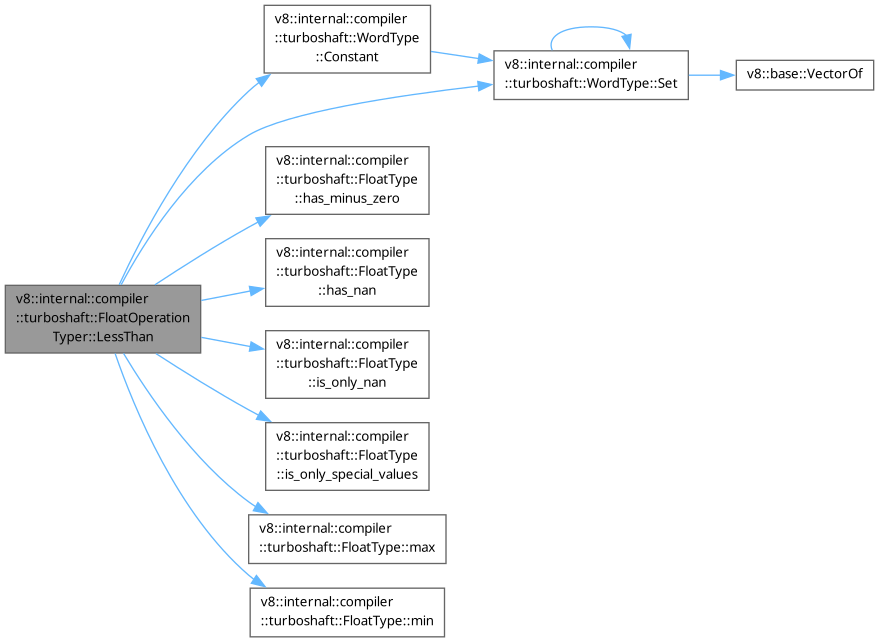 v8::internal::compiler
::turboshaft::WordType
::Constant
v8::internal::compiler
::turboshaft::WordType::Set
v8::base::VectorOf
v8::internal::compiler
::turboshaft::FloatType
::has_minus_zero
v8::internal::compiler
::turboshaft::FloatType
::has_nan
v8::internal::compiler
::turboshaft::FloatOperation
Typer::LessThan
v8::internal::compiler
::turboshaft::FloatType
::is_only_nan
v8::internal::compiler
::turboshaft::FloatType
::is_only_special_values
v8::internal::compiler
::turboshaft::FloatType::max
v8::internal::compiler
::turboshaft::FloatType::min